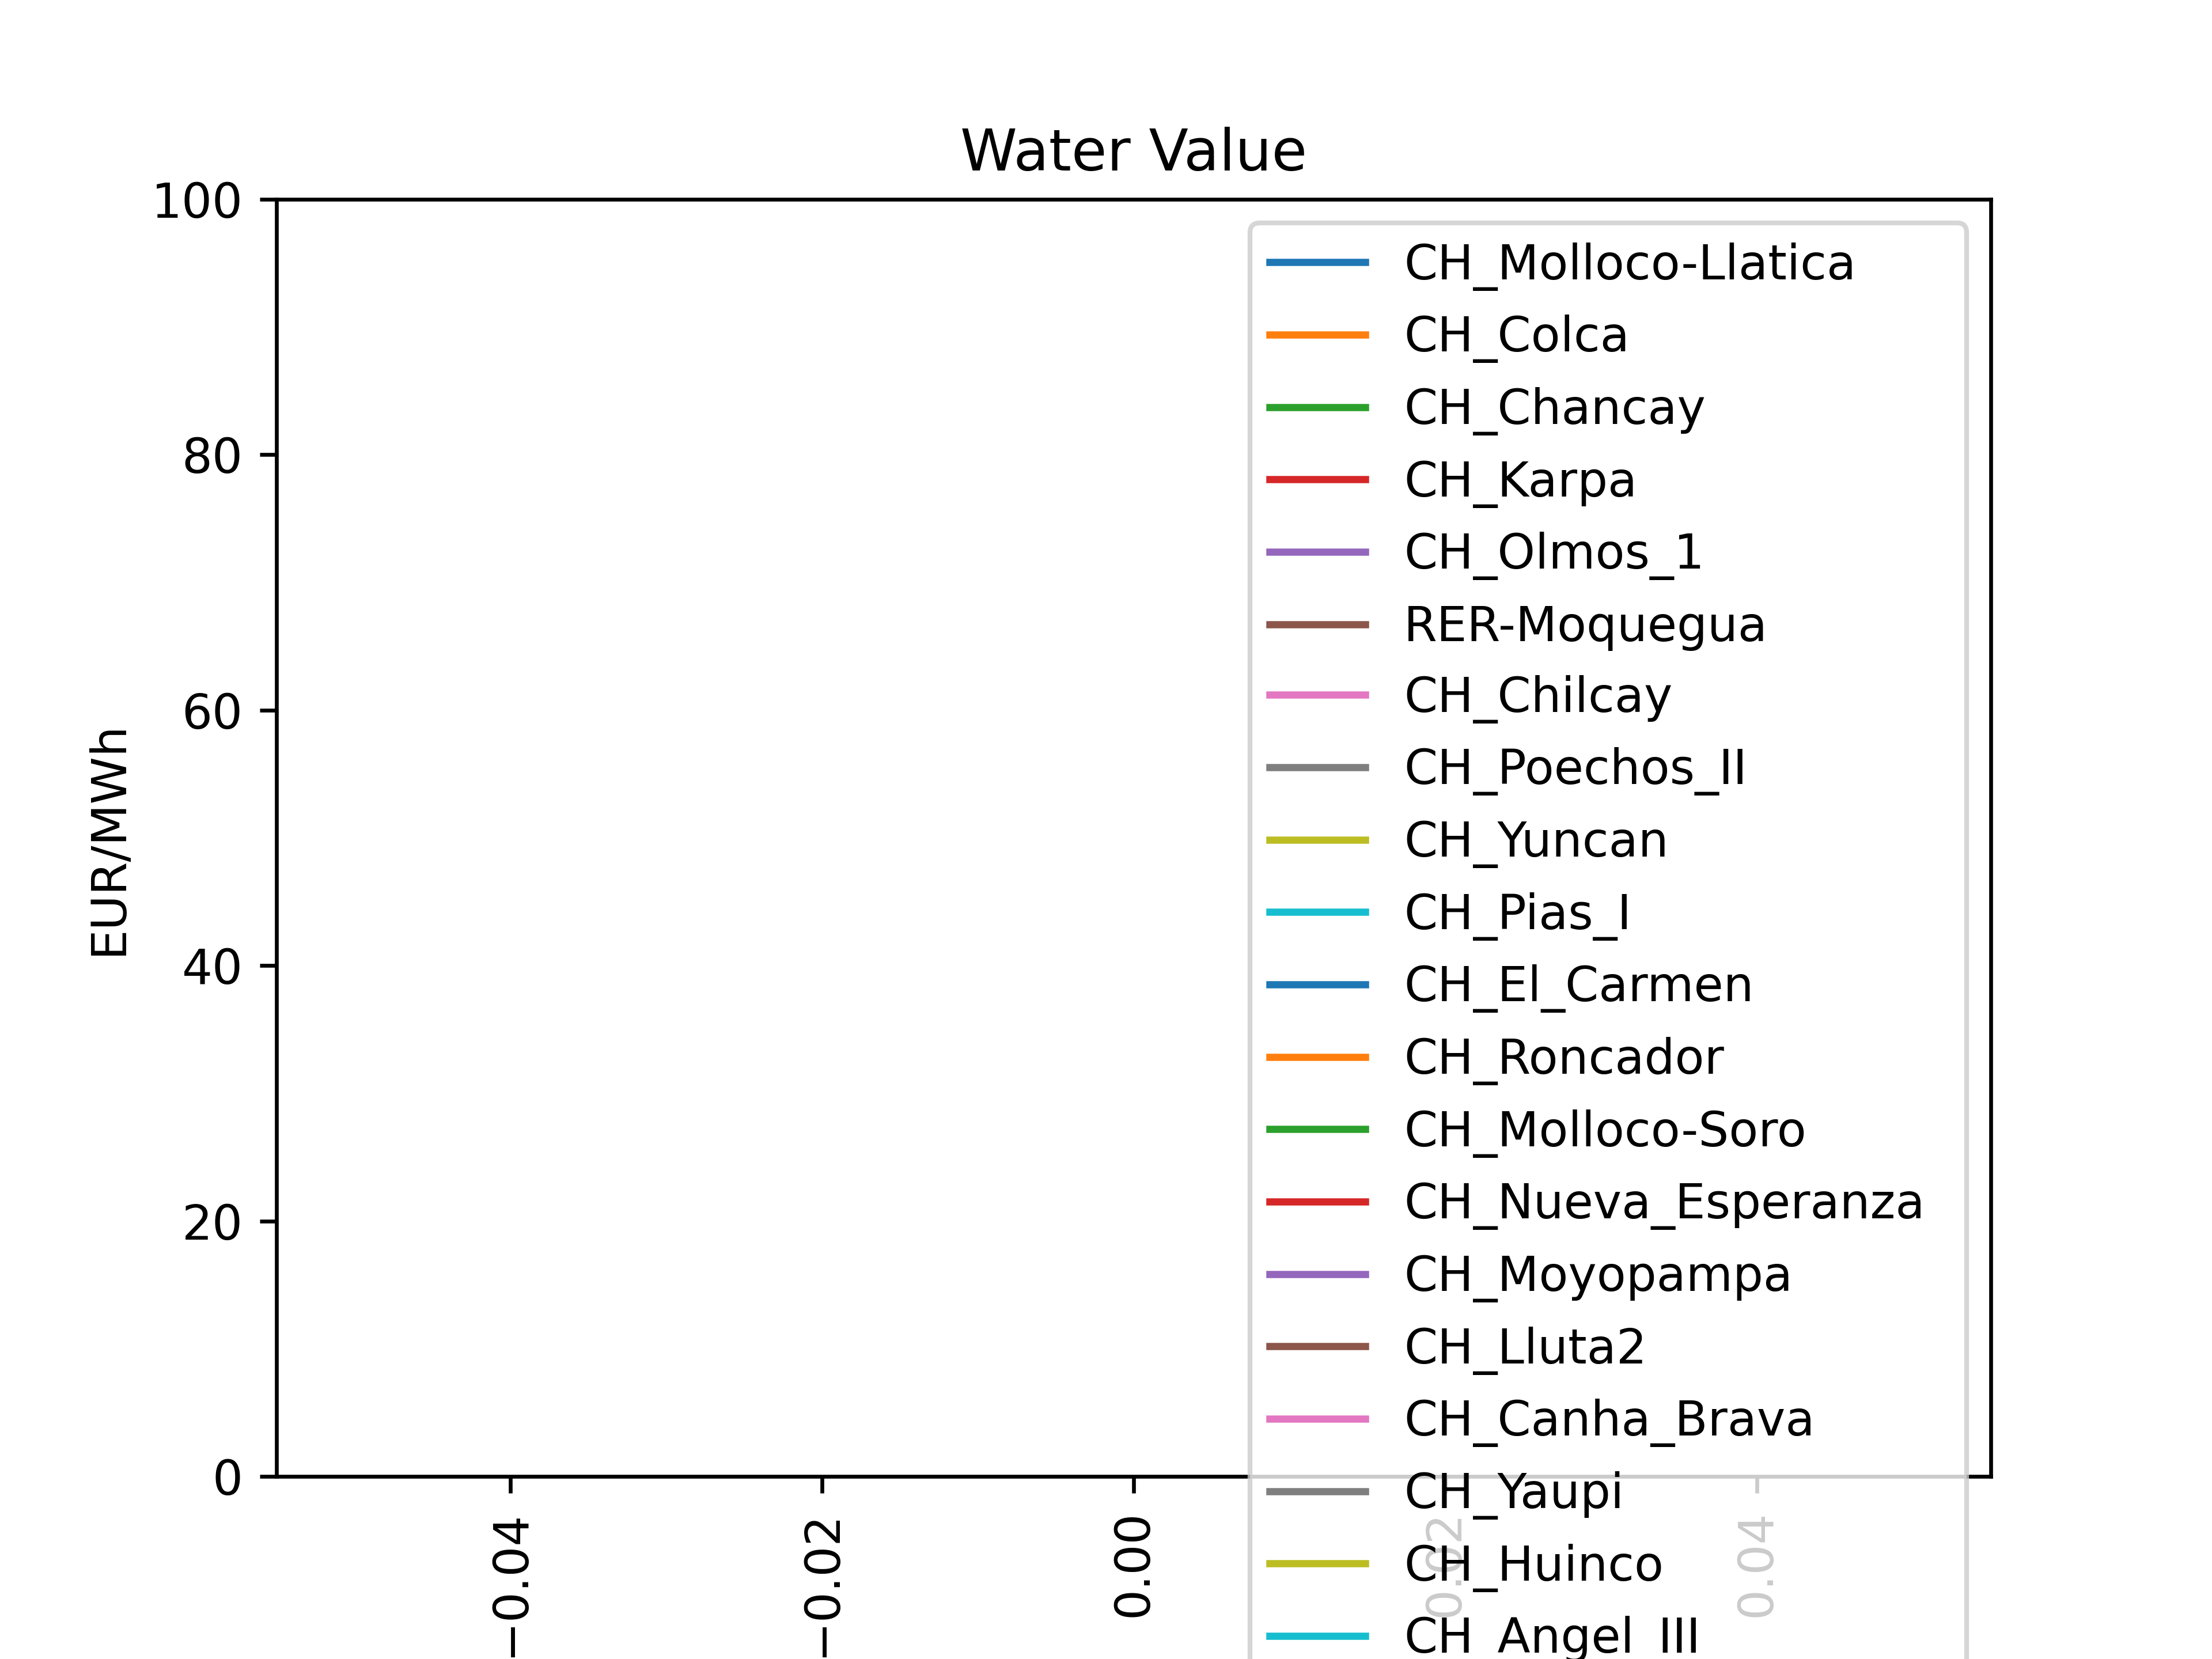 Water Value
EUR/MWh
100
80
60
40
20
0
−0.04
−0.02
0.00
0.02
0.04
CH_Molloco-Llatica
CH_Colca
CH_Chancay
CH_Karpa
CH_Olmos_1
RER-Moquegua
CH_Chilcay
CH_Poechos_II
CH_Yuncan
CH_Pias_I
CH_El_Carmen
CH_Roncador
CH_Molloco-Soro
CH_Nueva_Esperanza
CH_Moyopampa
CH_Lluta2
CH_Canha_Brava
CH_Yaupi
CH_Huinco
CH_Angel_III